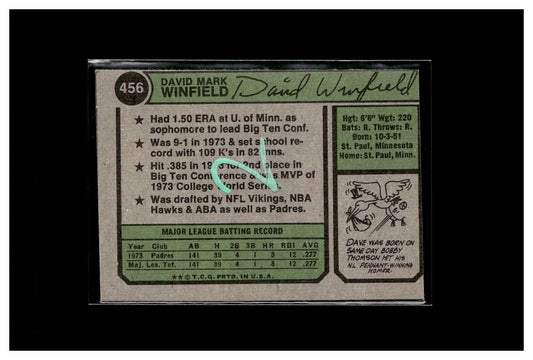 456
DAVID MARK
WINFIELD
David Winfield
★ Had 1.50 ERA at U. of Minn. as
sophomore to lead Big Ten Conf.
★ Was 9-1 in 1973 & set school re-
cord with 109 K's in 82 inns.
★ Hit .385 in 1973 for 2nd place in
Big Ten Conference & was MVP of
1973 College World Series.
★ Was drafted by NFL Vikings, NBA
Hawks & ABA as well as Padres.
2
Hgt: 6'6" Wgt: 220
Bats: R. Throws: R.
Born: 10-3-51
St. Paul, Minnesota
Home: St. Paul, Minn.
MAJOR LEAGUE BATTING RECORD
Year Club AB H 2B 3B HR RBI AVG
1973 Padres 141 39 4 1 3 12 .277
Maj. Lea. Tot. 141 39 4 1 3 12 .277
★★ © T.C.G. PRTD. IN U.S.A.
DAVE WAS BORN ON
SAME DAY BOBBY
THOMSON HIT HIS
NL PENNANT-WINNING
HOMER.